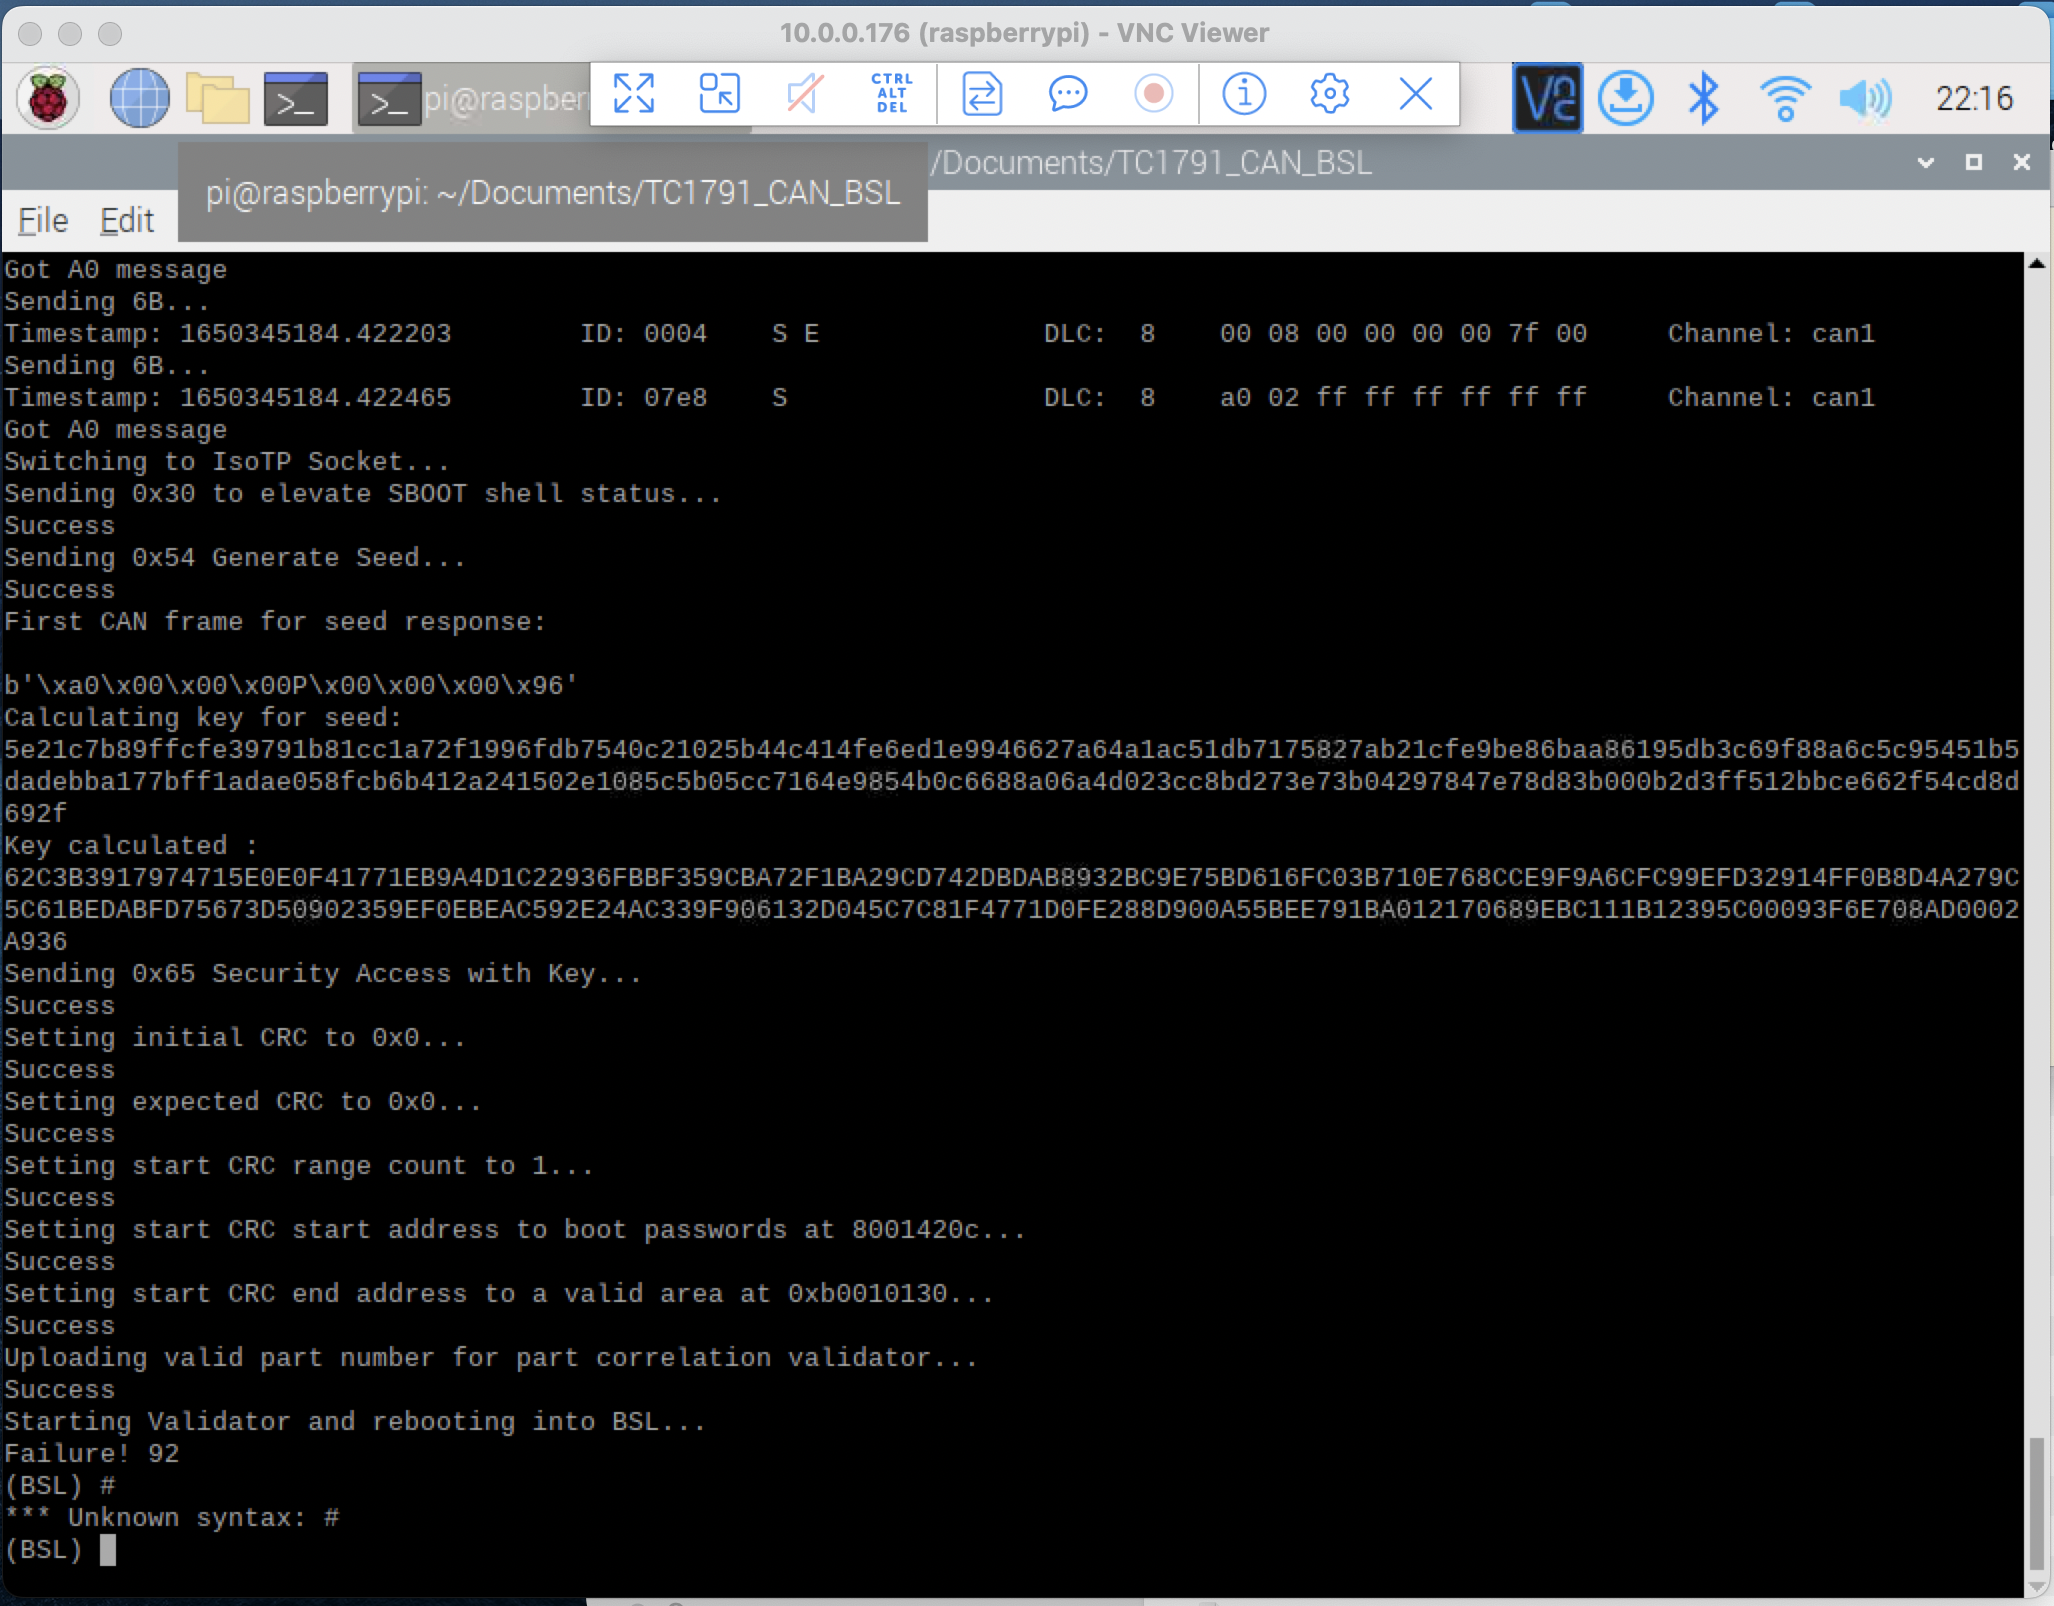 10.0.0.176 (raspberrypi) - VNC Viewer
pi@raspberr
CTRL
ALT
DEL
22:16
/Documents/TC1791_CAN_BSL
pi@raspberrypi: ~/Documents/TC1791_CAN_BSL
File Edit
Got A0 message
Sending 6B...
Timestamp: 1650345184.422203        ID: 0004    S E              DLC:  8    00 08 00 00 00 00 7f 00     Channel: can1
Sending 6B...
Timestamp: 1650345184.422465        ID: 07e8    S                DLC:  8    a0 02 ff ff ff ff ff ff     Channel: can1
Got A0 message
Switching to IsoTP Socket...
Sending 0x30 to elevate SBOOT shell status...
Success
Sending 0x54 Generate Seed...
Success
First CAN frame for seed response:
b'\xa0\x00\x00\x00P\x00\x00\x00\x96'
Calculating key for seed:
5e21c7b89ffcfe39791b81cc1a72f1996fdb7540c21025b44c414fe6ed1e9946627a64a1ac51db7175827ab21cfe9be86baa86195db3c69f88a6c5c95451b5
dadebba177bff1adae058fcb6b412a241502e1085c5b05cc7164e9854b0c6688a06a4d023cc8bd273e73b04297847e78d83b000b2d3ff512bbce662f54cd8d
692f
Key calculated :
62C3B3917974715E0E0F41771EB9A4D1C22936FBBF359CBA72F1BA29CD742DBDAB8932BC9E75BD616FC03B710E768CCE9F9A6CFC99EFD32914FF0B8D4A279C
5C61BEDABFD75673D50902359EF0EBEAC592E24AC339F906132D045C7C81F4771D0FE288D900A55BEE791BA012170689EBC111B12395C00093F6E708AD0002
A936
Sending 0x65 Security Access with Key...
Success
Setting initial CRC to 0x0...
Success
Setting expected CRC to 0x0...
Success
Setting start CRC range count to 1...
Success
Setting start CRC start address to boot passwords at 8001420c...
Success
Setting start CRC end address to a valid area at 0xb0010130...
Success
Uploading valid part number for part correlation validator...
Success
Starting Validator and rebooting into BSL...
Failure! 92
(BSL) #
*** Unknown syntax: #
(BSL)